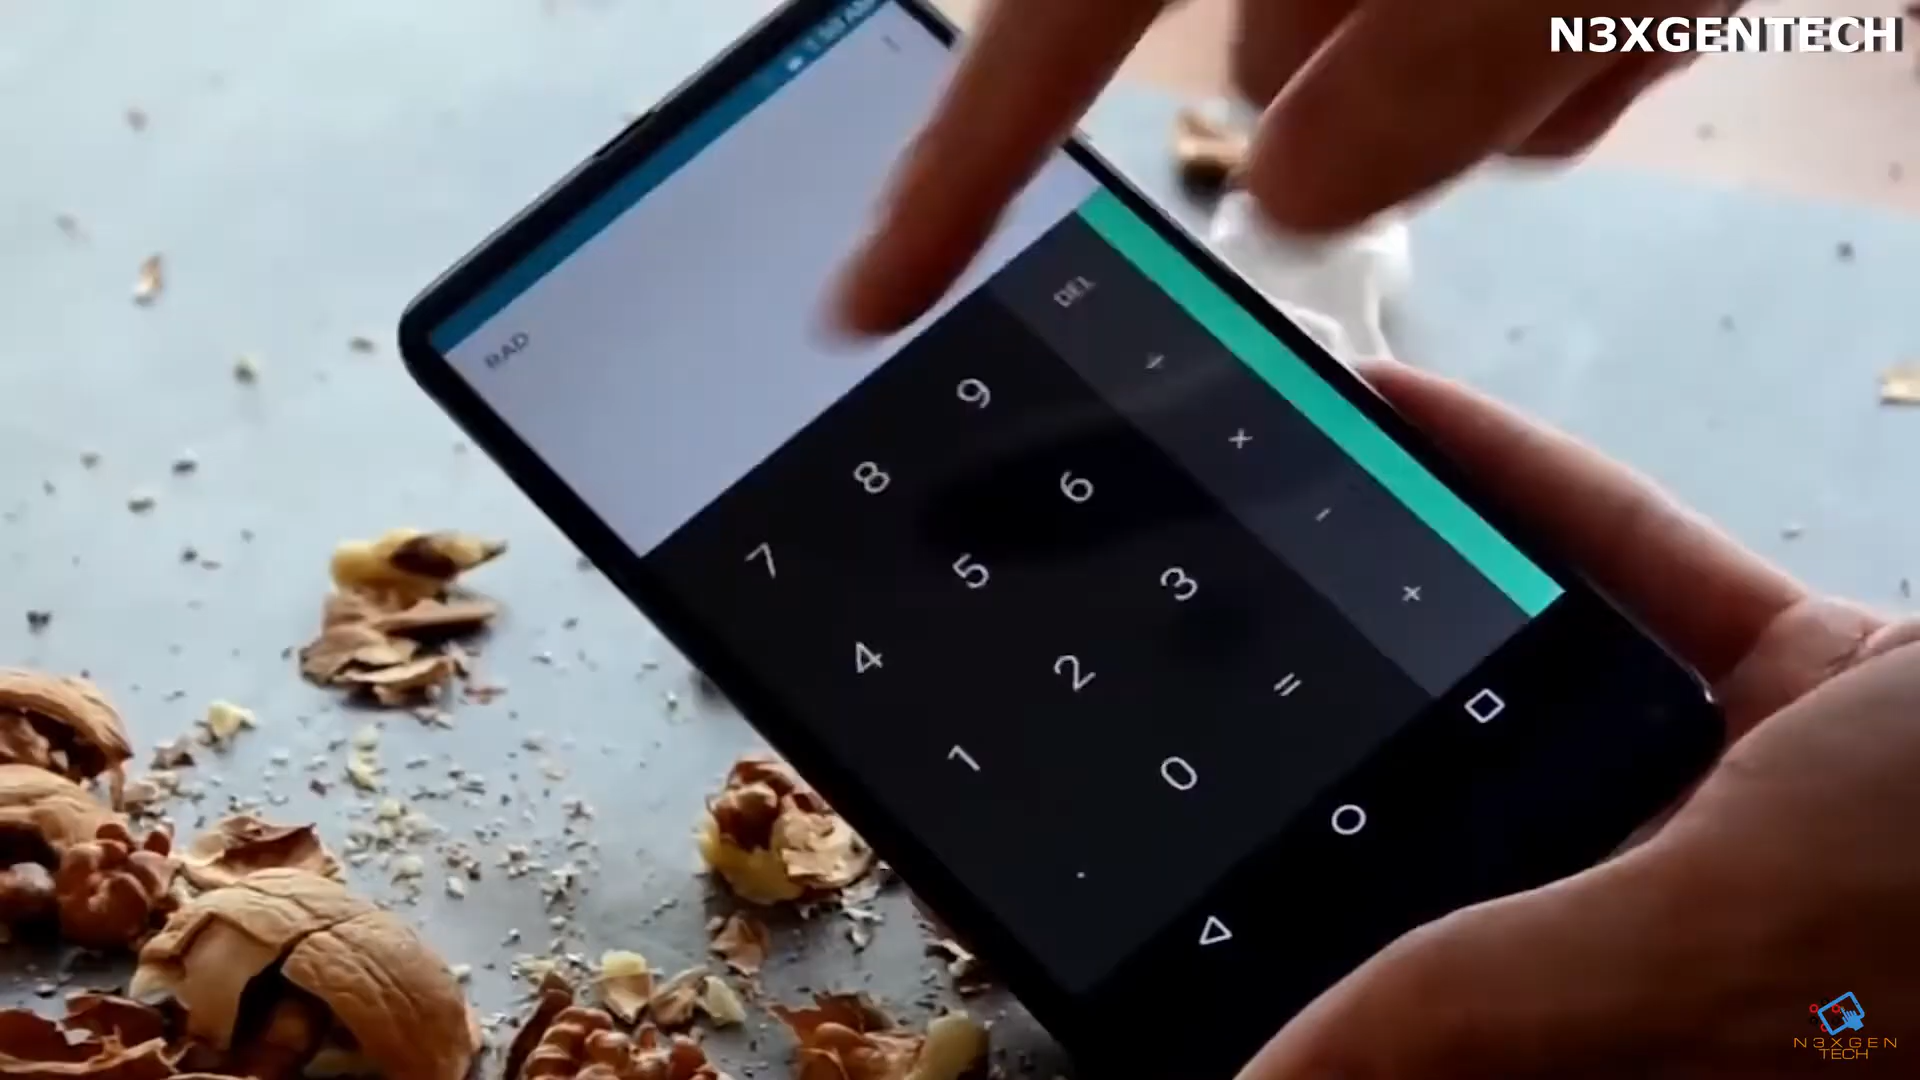 N3XGENTECH
RAD
DEL
7 8 9 ÷
4 5 6 ×
1 2 3 -
. 0 = +
N3XGEN
TECH